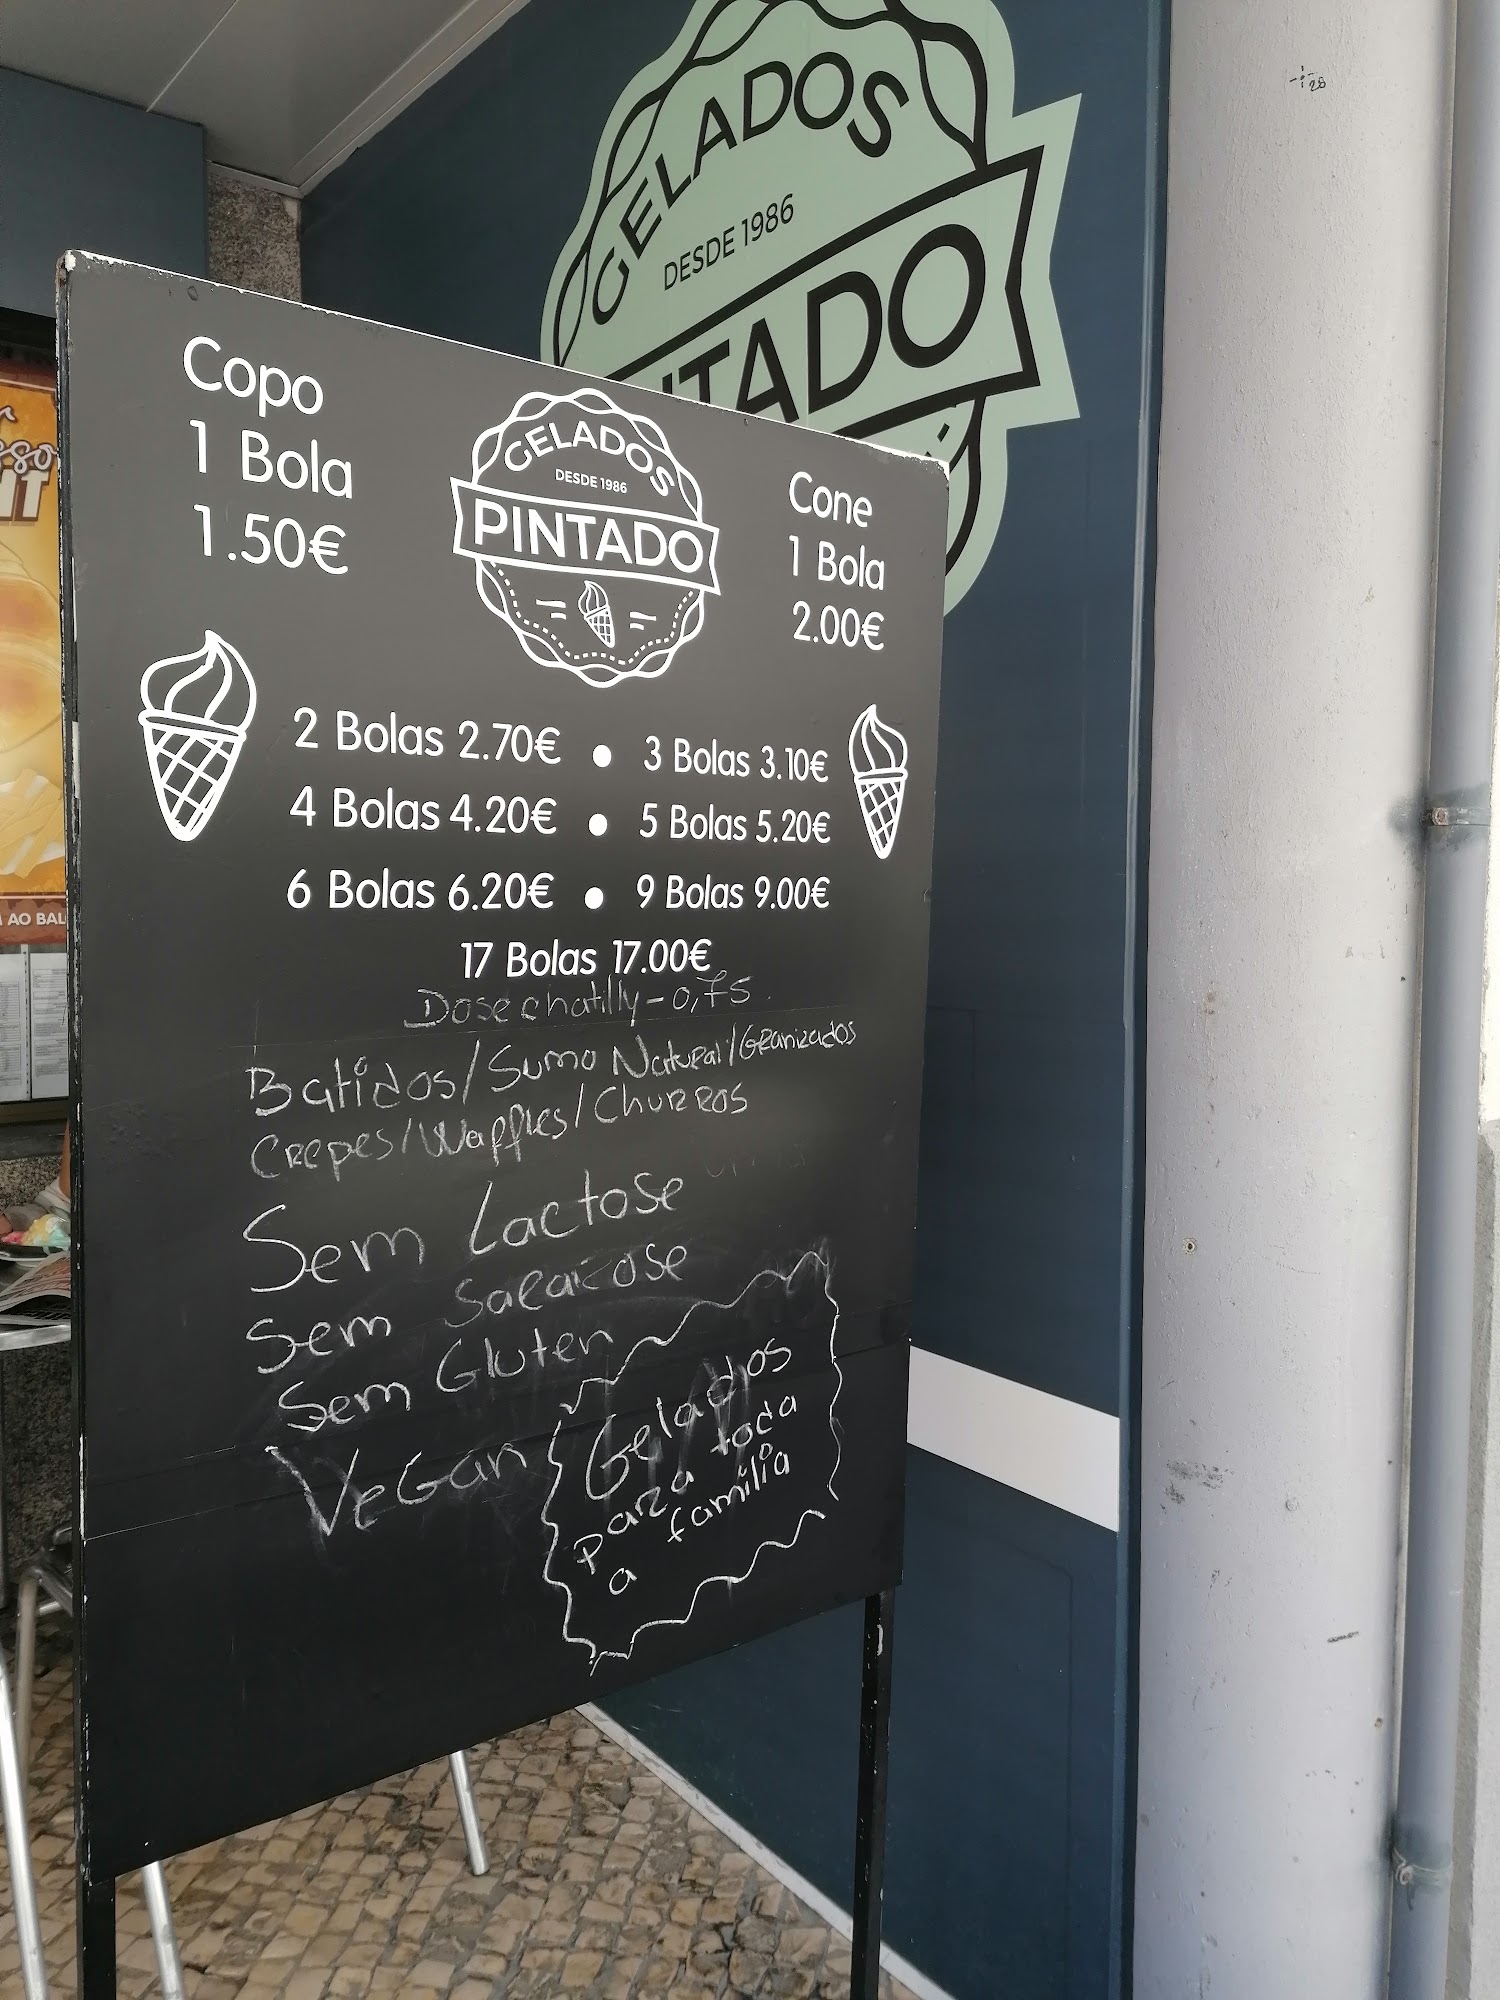 GELADOS
DESDE 1986
Copo
1 Bola
1.50€
GELADOS
DESDE 1986
PINTADO
Cone
1 Bola
2.00€
2 Bolas 2.70€ • 3 Bolas 3.10€
4 Bolas 4.20€ • 5 Bolas 5.20€
6 Bolas 6.20€ • 9 Bolas 9.00€
17 Bolas 17.00€
Dose chatilly - 0,75
Batidos/Sumo Natural/Granizados
Crepes/Waffles/Churros
Sem Lactose
Sem Sacarose
Sem Gluten
Vegan
Gelados
para toda
a família
AO